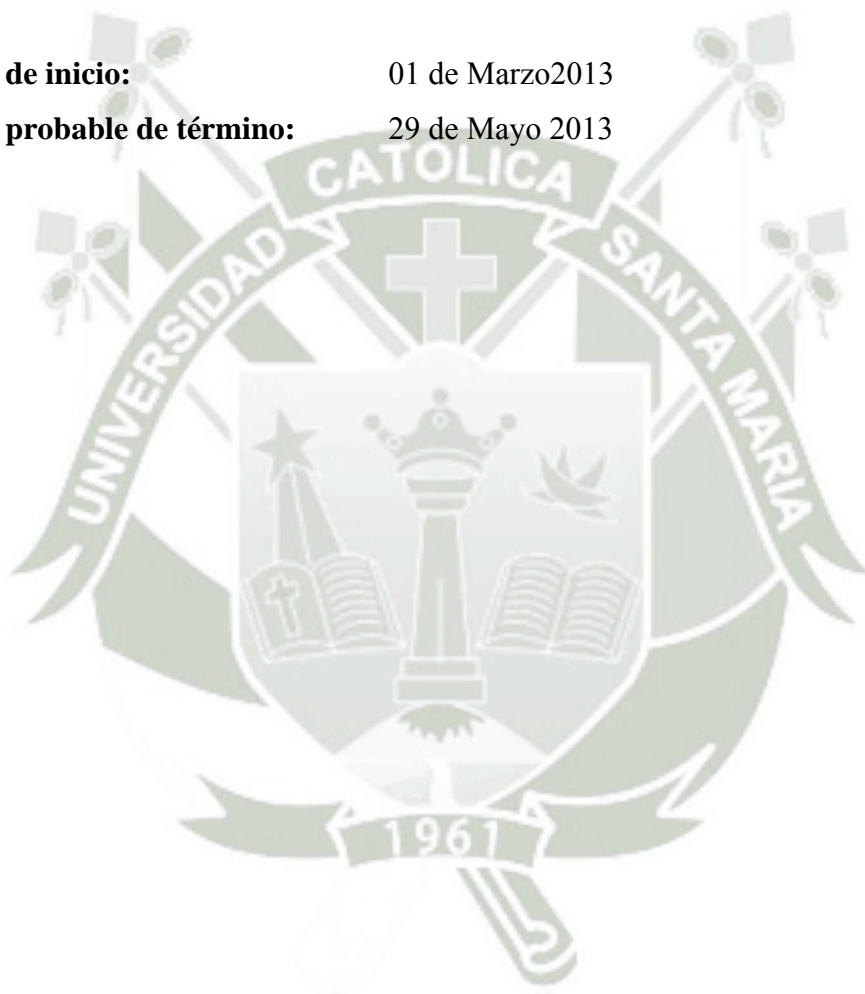 de inicio: 01 de Marzo2013
probable de término: 29 de Mayo 2013
CATOLICA
UNIVERSIDAD
SANTA MARIA
1961